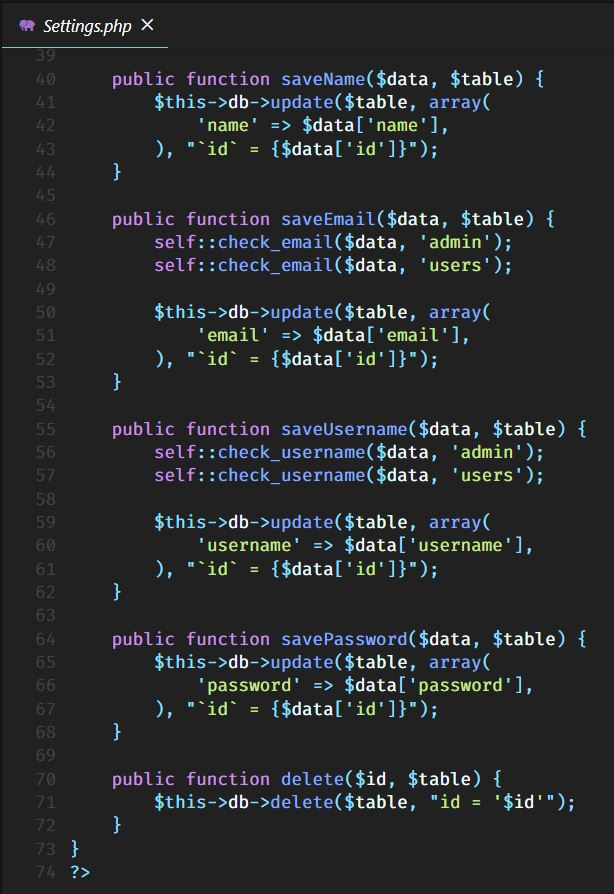 Settings.php ×
39
40    public function saveName($data, $table) {
41        $this->db->update($table, array(
42            'name' => $data['name'],
43        ), "`id` = {$data['id']}");
44    }
45
46    public function saveEmail($data, $table) {
47        self::check_email($data, 'admin');
48        self::check_email($data, 'users');
49
50        $this->db->update($table, array(
51            'email' => $data['email'],
52        ), "`id` = {$data['id']}");
53    }
54
55    public function saveUsername($data, $table) {
56        self::check_username($data, 'admin');
57        self::check_username($data, 'users');
58
59        $this->db->update($table, array(
60            'username' => $data['username'],
61        ), "`id` = {$data['id']}");
62    }
63
64    public function savePassword($data, $table) {
65        $this->db->update($table, array(
66            'password' => $data['password'],
67        ), "`id` = {$data['id']}");
68    }
69
70    public function delete($id, $table) {
71        $this->db->delete($table, "id = '$id'");
72    }
73 }
74 ?>